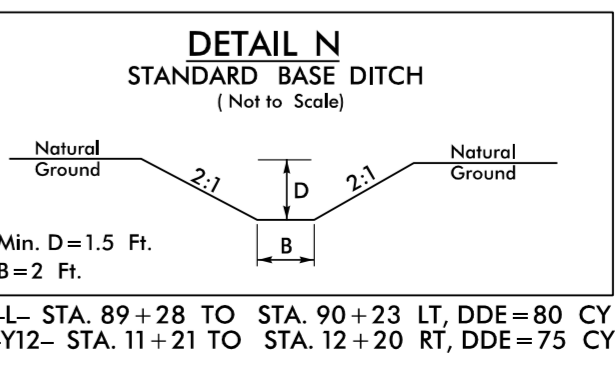 DETAIL N
STANDARD BASE DITCH
( Not to Scale)
Natural
Ground
2:1
D
2:1
Natural
Ground
B
Min. D=1.5 Ft.
B=2 Ft.
-L- STA. 89+28 TO STA. 90+23 LT, DDE=80 CY
-Y12- STA. 11+21 TO STA. 12+20 RT, DDE=75 CY